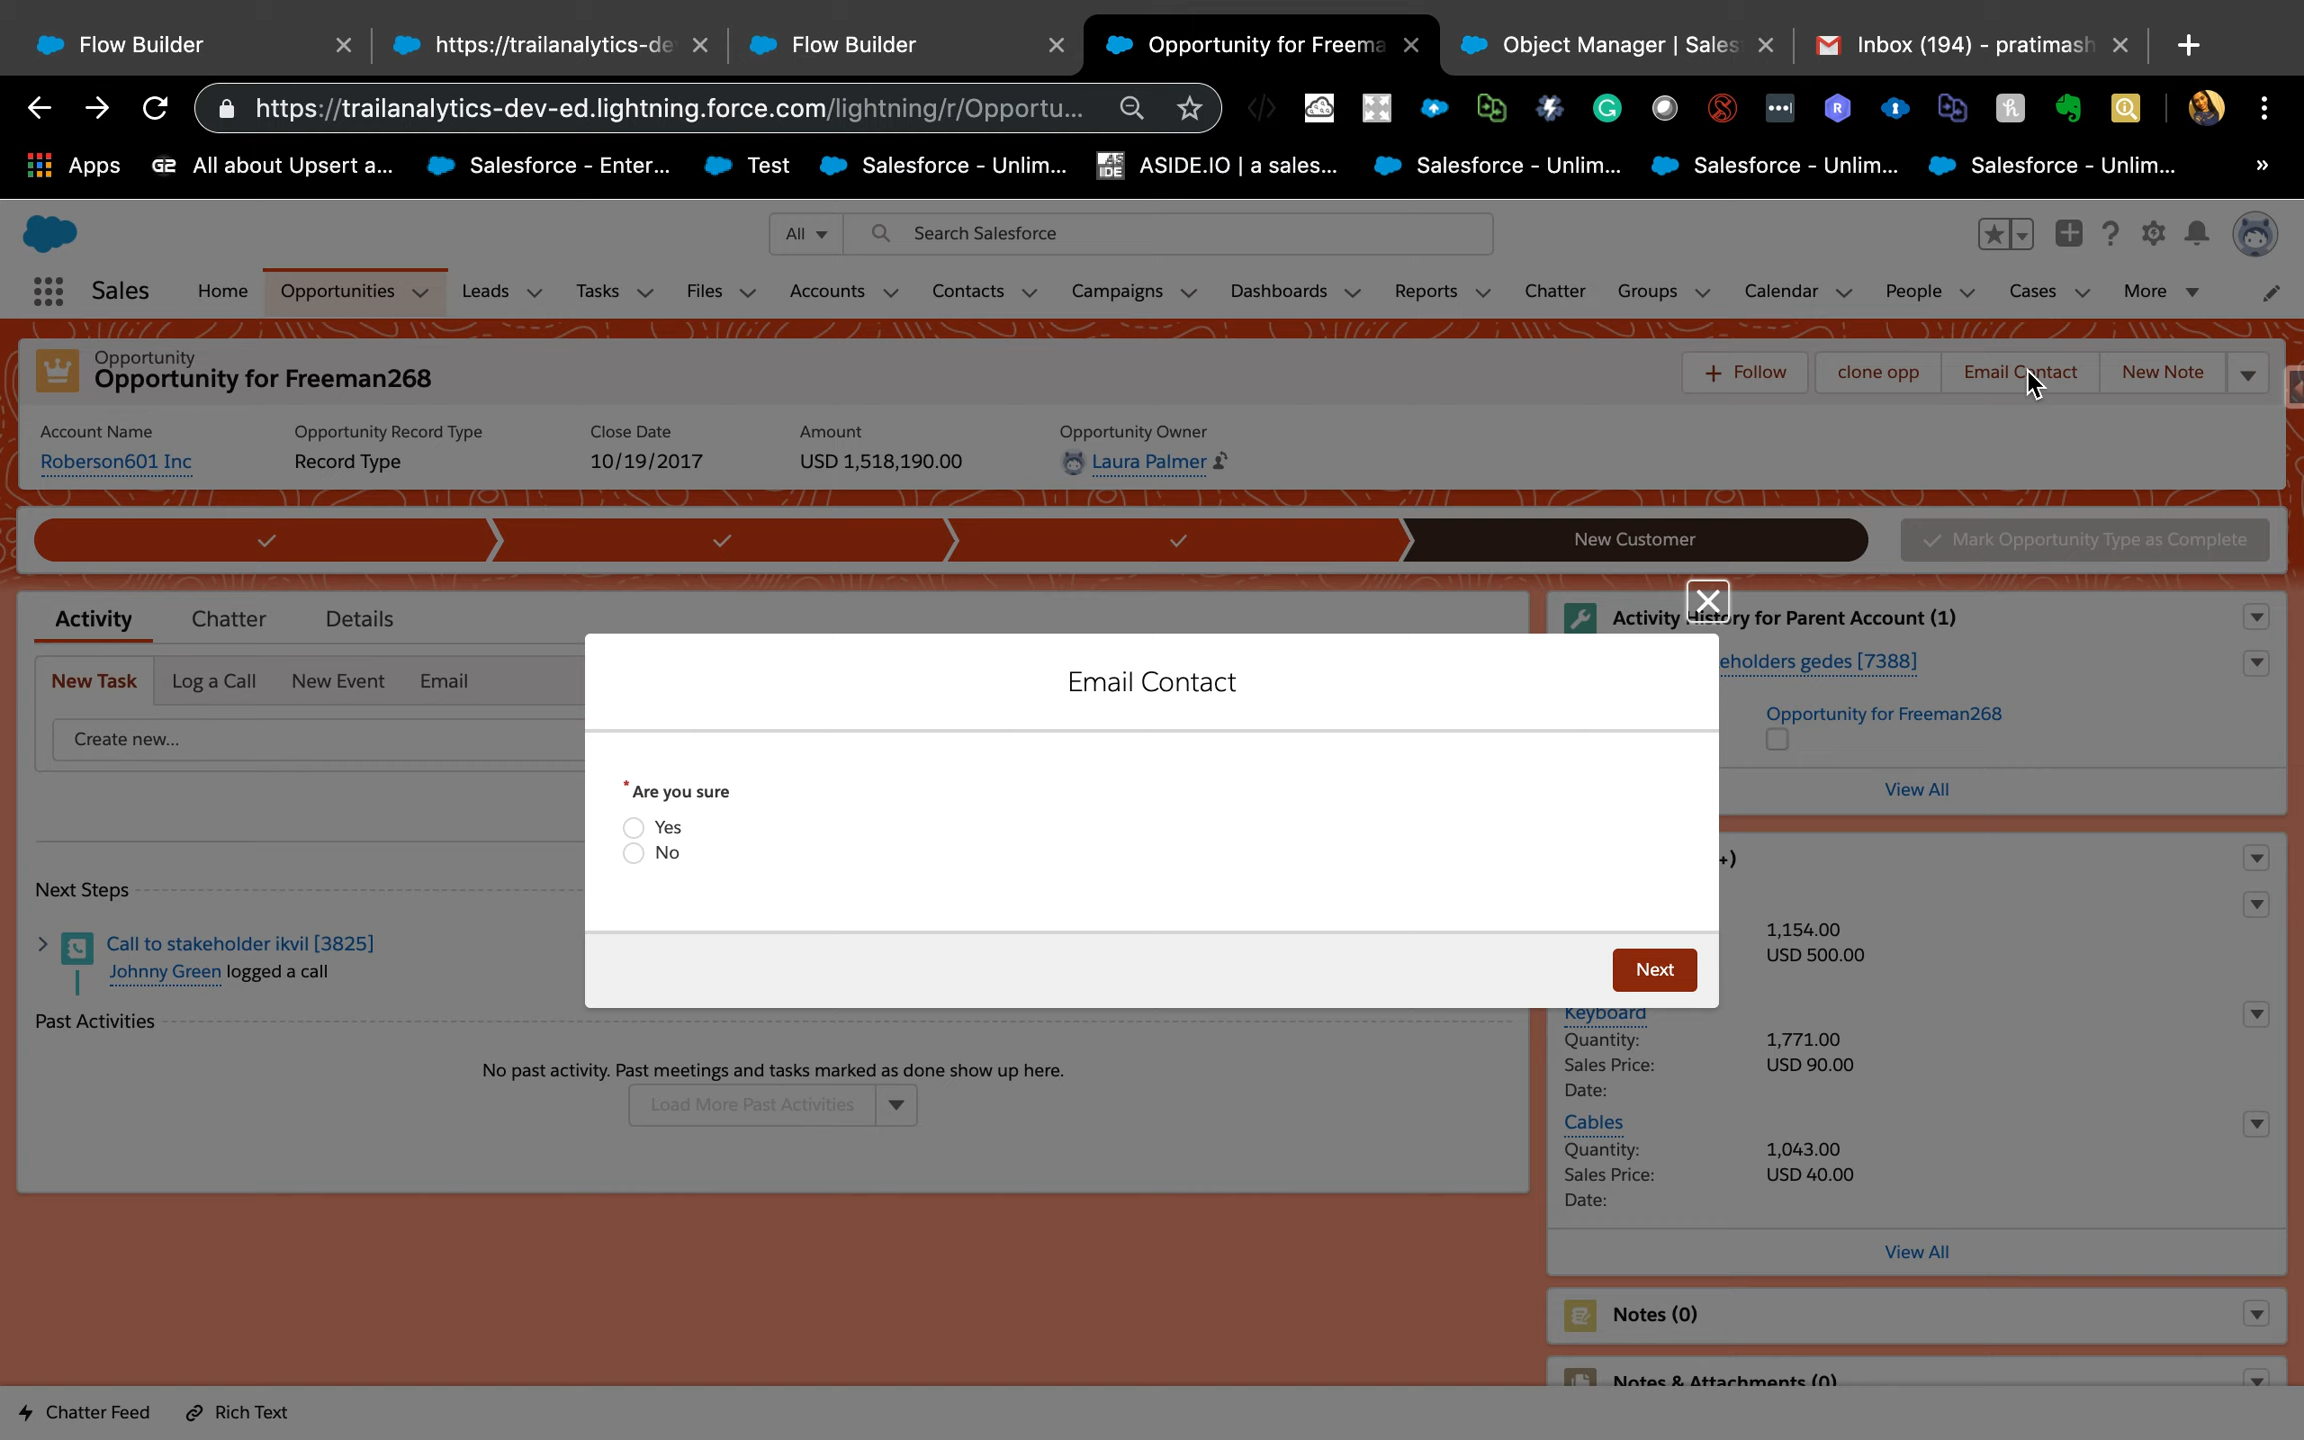 Flow Builder
https://trailanalytics-de
Flow Builder
Opportunity for Freema
Object Manager | Sales
Inbox (194) - pratimash
https://trailanalytics-dev-ed.lightning.force.com/lightning/r/Opportu...
Apps
All about Upsert a...
Salesforce - Enter...
Test
Salesforce - Unlim...
ASIDE.IO | a sales...
Salesforce - Unlim...
Salesforce - Unlim...
Salesforce - Unlim...
»
All
Search Salesforce
Sales
Home
Opportunities
Leads
Tasks
Files
Accounts
Contacts
Campaigns
Dashboards
Reports
Chatter
Groups
Calendar
People
Cases
More
Opportunity
Opportunity for Freeman268
+ Follow
clone opp
Email Contact
New Note
Account Name
Roberson601 Inc
Opportunity Record Type
Record Type
Close Date
10/19/2017
Amount
USD 1,518,190.00
Opportunity Owner
Laura Palmer
New Customer
Mark Opportunity Type as Complete
Activity
Chatter
Details
New Task
Log a Call
New Event
Email
Create new...
Next Steps
Call to stakeholder ikvil [3825]
Johnny Green logged a call
Past Activities
No past activity. Past meetings and tasks marked as done show up here.
Load More Past Activities
Email Contact
* Are you sure
Yes
No
Next
Activity History for Parent Account (1)
eholders gedes [7388]
Opportunity for Freeman268
View All
+)
1,154.00
USD 500.00
Keyboard
Quantity: 1,771.00
Sales Price: USD 90.00
Date:
Cables
Quantity: 1,043.00
Sales Price: USD 40.00
Date:
View All
Notes (0)
Notes & Attachments (0)
Chatter Feed
Rich Text